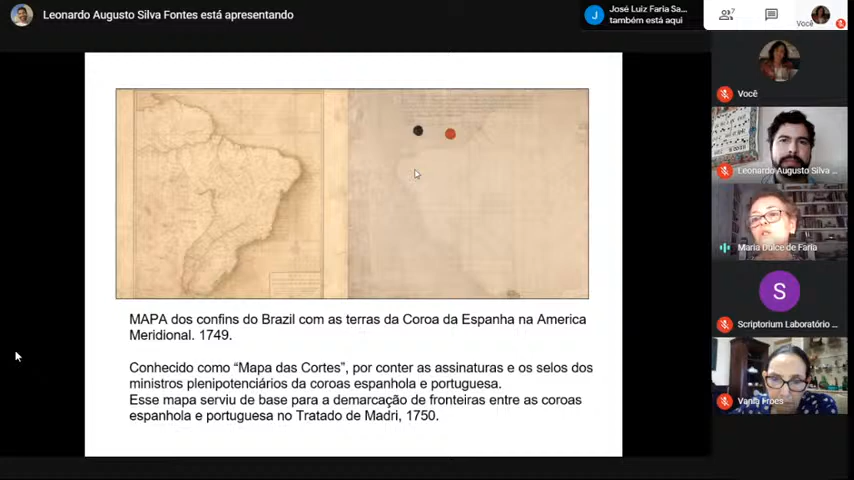 Leonardo Augusto Silva Fontes está apresentando
José Luiz Faria Sa...
também está aqui
J
7
Você
Você
Leonardo Augusto Silva ...
Maria Dulce de Faria
S
Scriptorium Laboratório ...
Vania Froes
MAPA dos confins do Brazil com as terras da Coroa da Espanha na America
Meridional. 1749.
Conhecido como “Mapa das Cortes”, por conter as assinaturas e os selos dos
ministros plenipotenciários da coroas espanhola e portuguesa.
Esse mapa serviu de base para a demarcação de fronteiras entre as coroas
espanhola e portuguesa no Tratado de Madri, 1750.